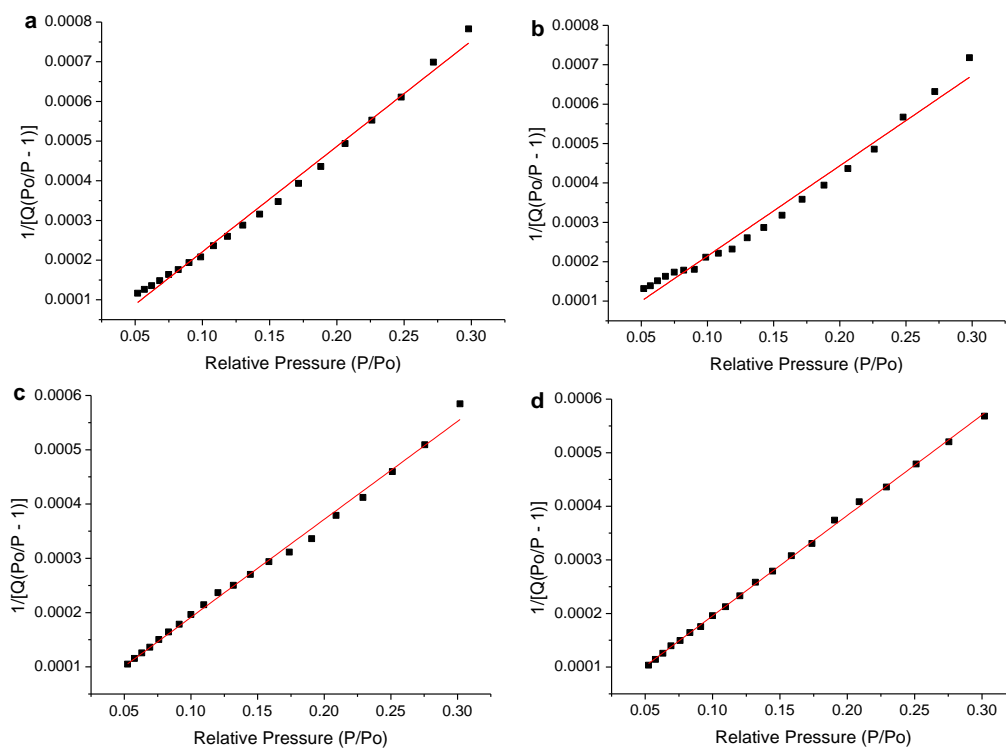 a
0.0008
0.0007
0.0006
0.0005
0.0004
0.0003
0.0002
0.0001
1/[Q(Po/P - 1)]
0.05 0.10 0.15 0.20 0.25 0.30
Relative Pressure (P/Po)
b
0.0008
0.0007
0.0006
0.0005
0.0004
0.0003
0.0002
0.0001
1/[Q(Po/P - 1)]
0.05 0.10 0.15 0.20 0.25 0.30
Relative Pressure (P/Po)
c
0.0006
0.0005
0.0004
0.0003
0.0002
0.0001
1/[Q(Po/P - 1)]
0.05 0.10 0.15 0.20 0.25 0.30
Relative Pressure (P/Po)
d
0.0006
0.0005
0.0004
0.0003
0.0002
0.0001
1/[Q(Po/P - 1)]
0.05 0.10 0.15 0.20 0.25 0.30
Relative Pressure (P/Po)